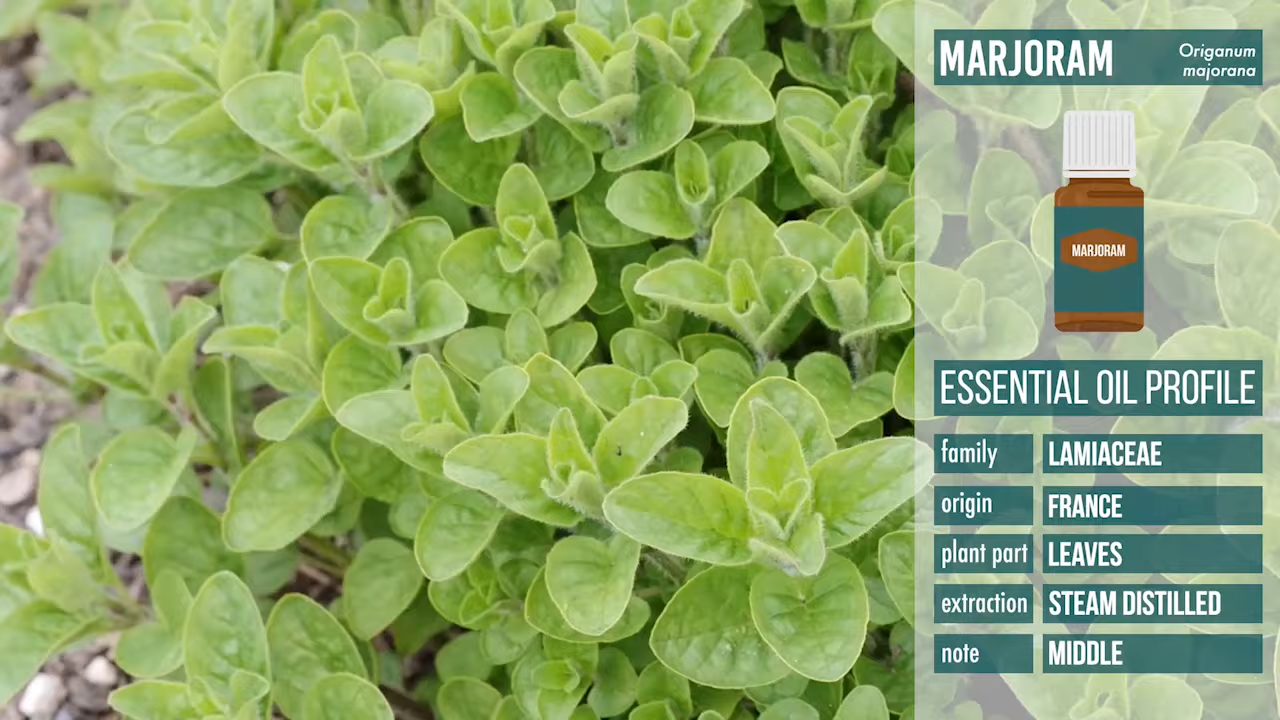 MARJORAM
Origanum
majorana
MARJORAM
ESSENTIAL OIL PROFILE
family LAMIACEAE
origin FRANCE
plant part LEAVES
extraction STEAM DISTILLED
note MIDDLE